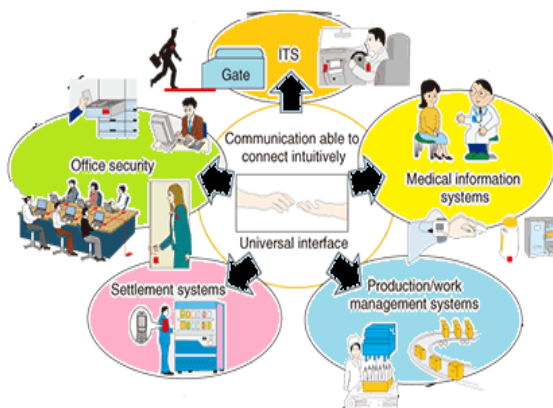 ITS
Gate
Communication able to
connect intuitively
Office security
Medical information
systems
Universal interface
Settlement systems
Production/work
management systems